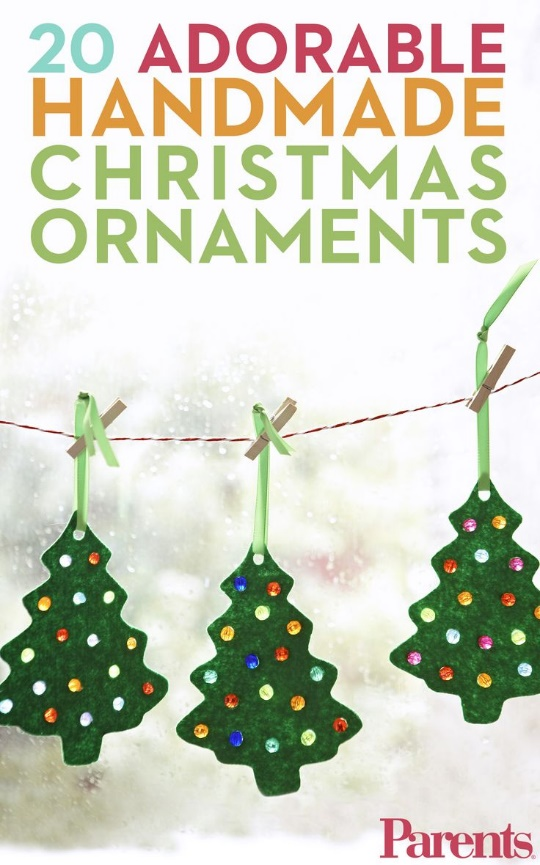 20 ADORABLE
HANDMADE
CHRISTMAS
ORNAMENTS
Parents®